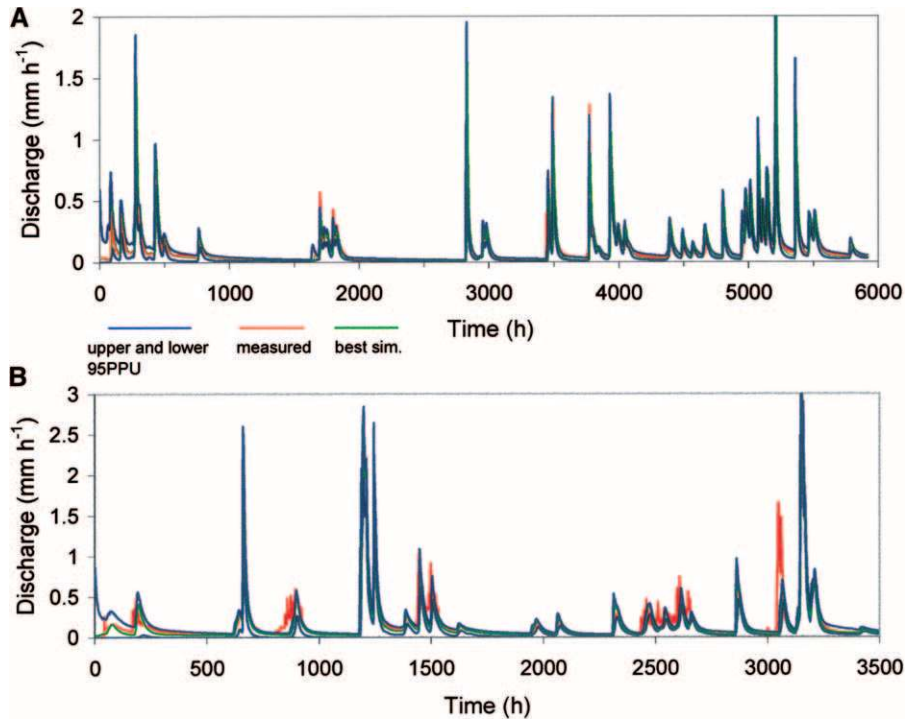 A
2
1.5
1
0.5
0
Discharge (mm h-1)
0 1000 2000 3000 4000 5000 6000
Time (h)
upper and lower
95PPU
measured
best sim.
B
3
2.5
2
1.5
1
0.5
0
Discharge (mm h-1)
0 500 1000 1500 2000 2500 3000 3500
Time (h)